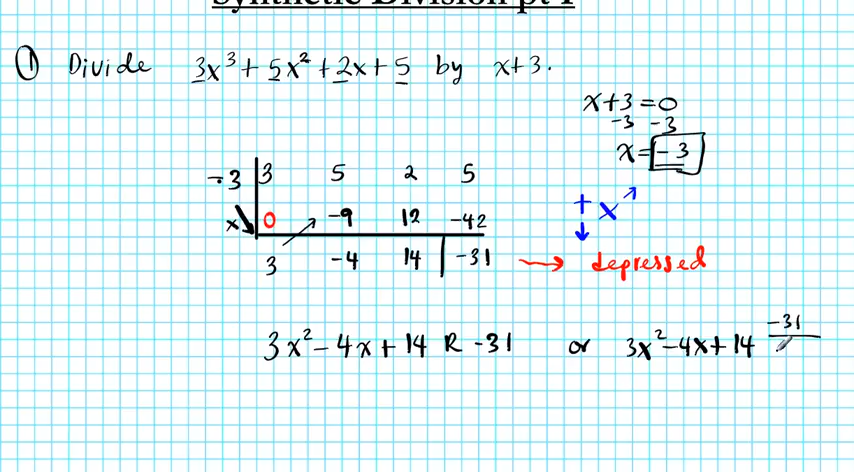 Synthetic Division pt 1
① Divide 3x³ + 5x² + 2x + 5 by x+3.
x+3 = 0
-3 -3
x = -3
-3 | 3 5 2 5
x 0 -9 12 -42
3 -4 14 | -31 → depressed
+ x
3x² - 4x + 14 R -31 or 3x² - 4x + 14 -31/